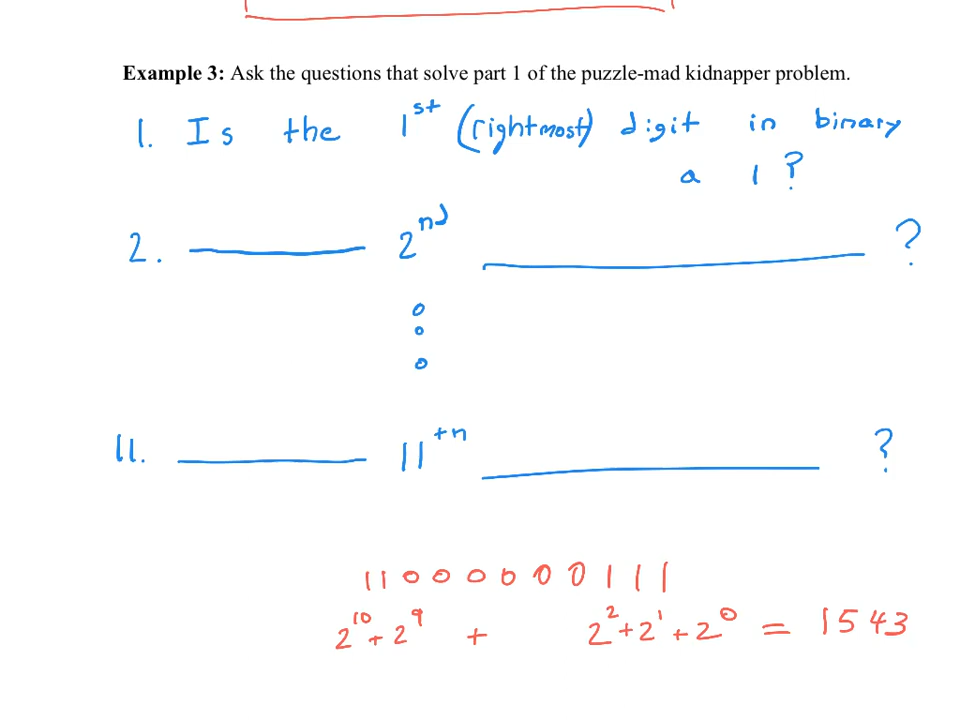 Example 3: Ask the questions that solve part 1 of the puzzle-mad kidnapper problem.
1. Is the 1st (rightmost) digit in binary
a 1?
2. 2nd ?
11. 11th ?
11000000111
2^10 + 2^9 + 2^2 + 2^1 + 2^0 = 1543